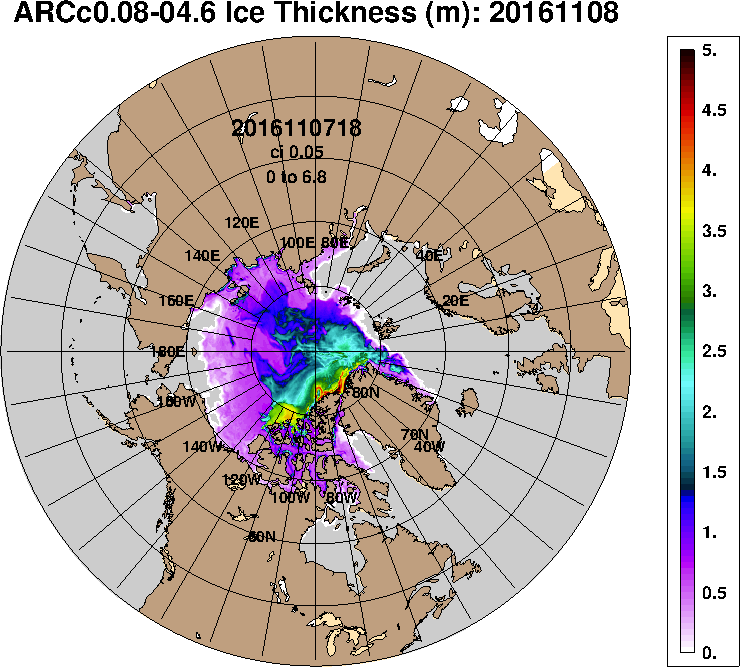 ARCc0.08-04.6 Ice Thickness (m): 20161108
2016110718
ci 0.05
0 to 6.8
120E
100E 80E
140E
40E
160E
20E
180E
160W
80N
140W
70N
40W
120W
100W
80W
60N
5.
4.5
4.
3.5
3.
2.5
2.
1.5
1.
0.5
0.